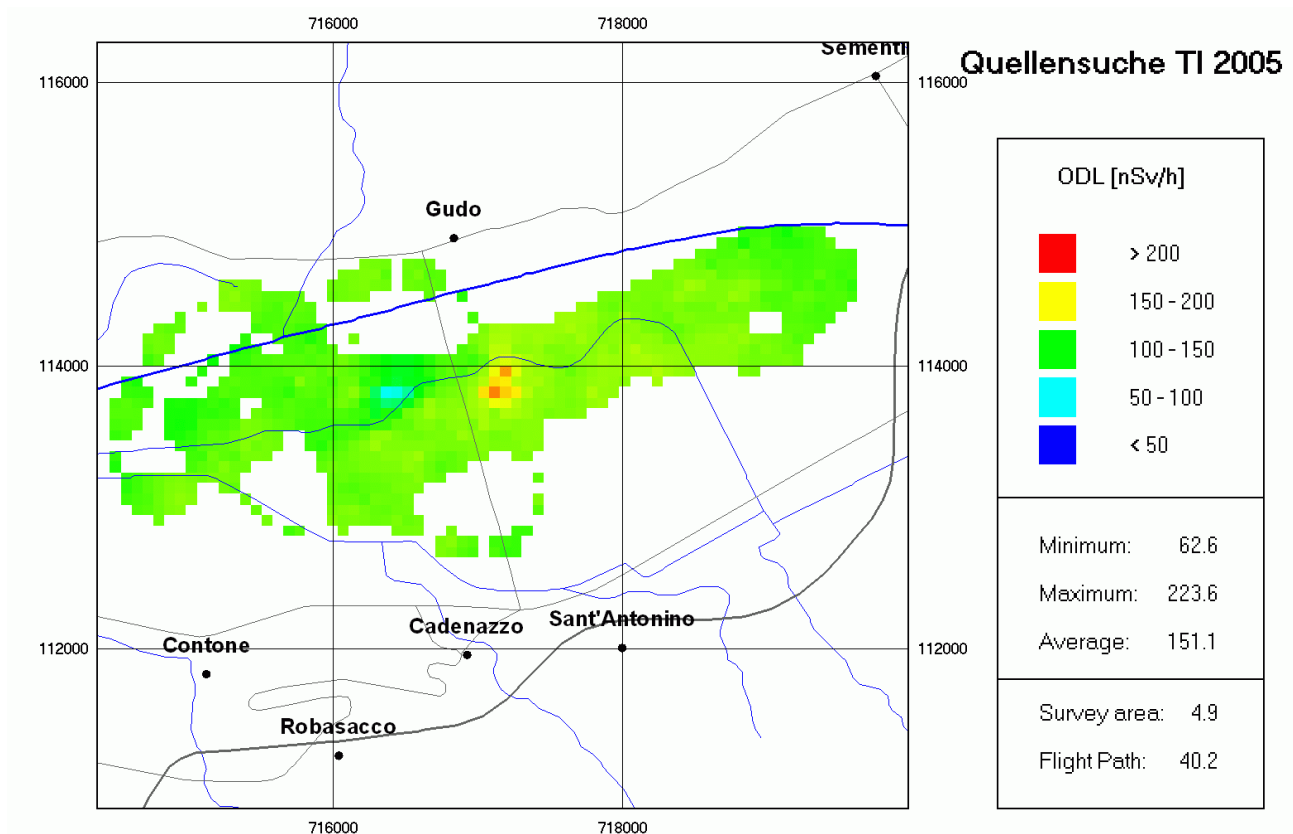 716000 718000
Sementi
116000 116000
Quellensuche TI 2005
ODL [nSv/h]
Gudo
> 200
150 - 200
114000 114000
100 - 150
50 - 100
< 50
Minimum: 62.6
Maximum: 223.6
Average: 151.1
Cadenazzo Sant'Antonino
Contone
112000 112000
Robasacco
Survey area: 4.9
Flight Path: 40.2
716000 718000